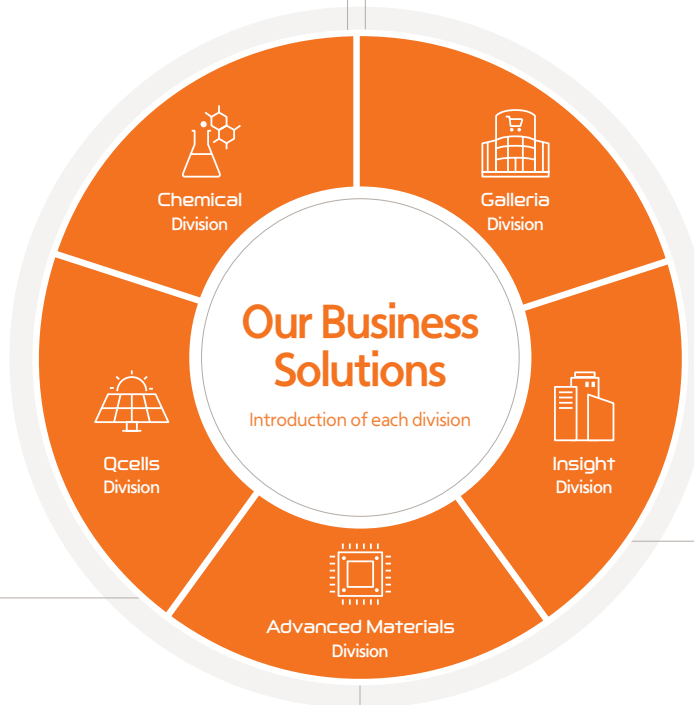 Our Business
Solutions
Introduction of each division
Chemical
Division
Galleria
Division
Qcells
Division
Insight
Division
Advanced Materials
Division